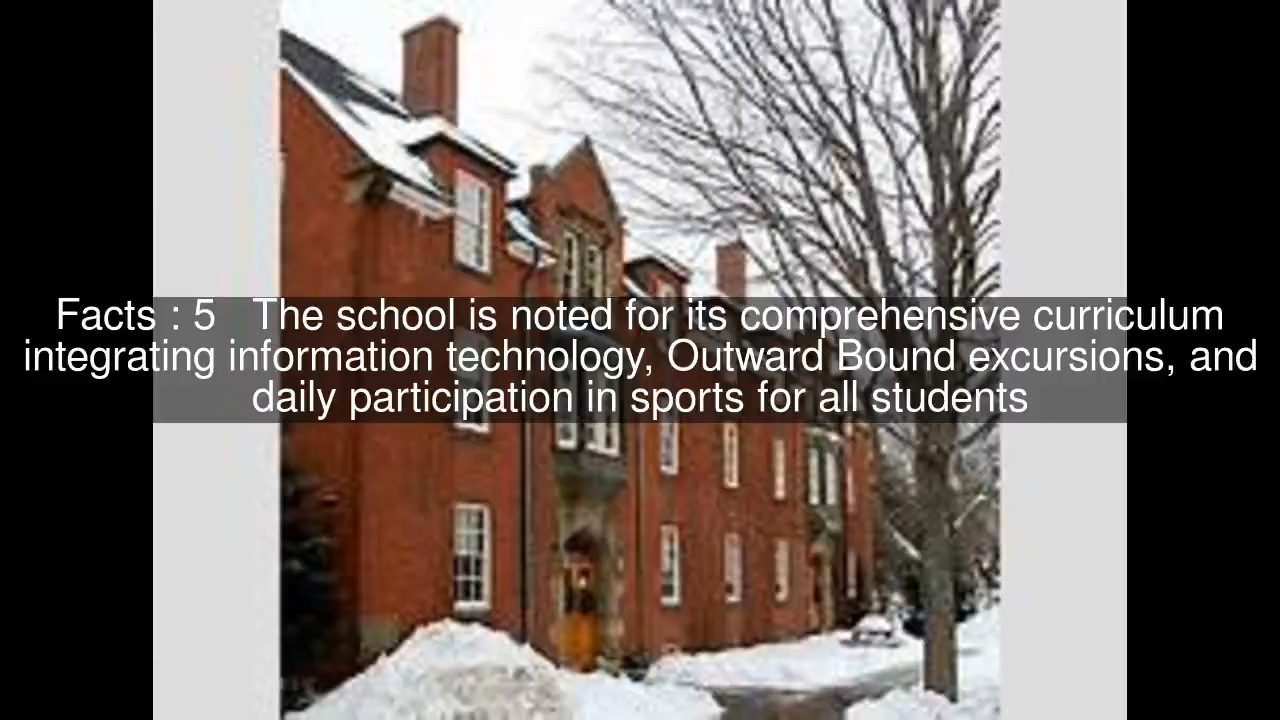 Facts : 5   The school is noted for its comprehensive curriculum
integrating information technology, Outward Bound excursions, and
daily participation in sports for all students